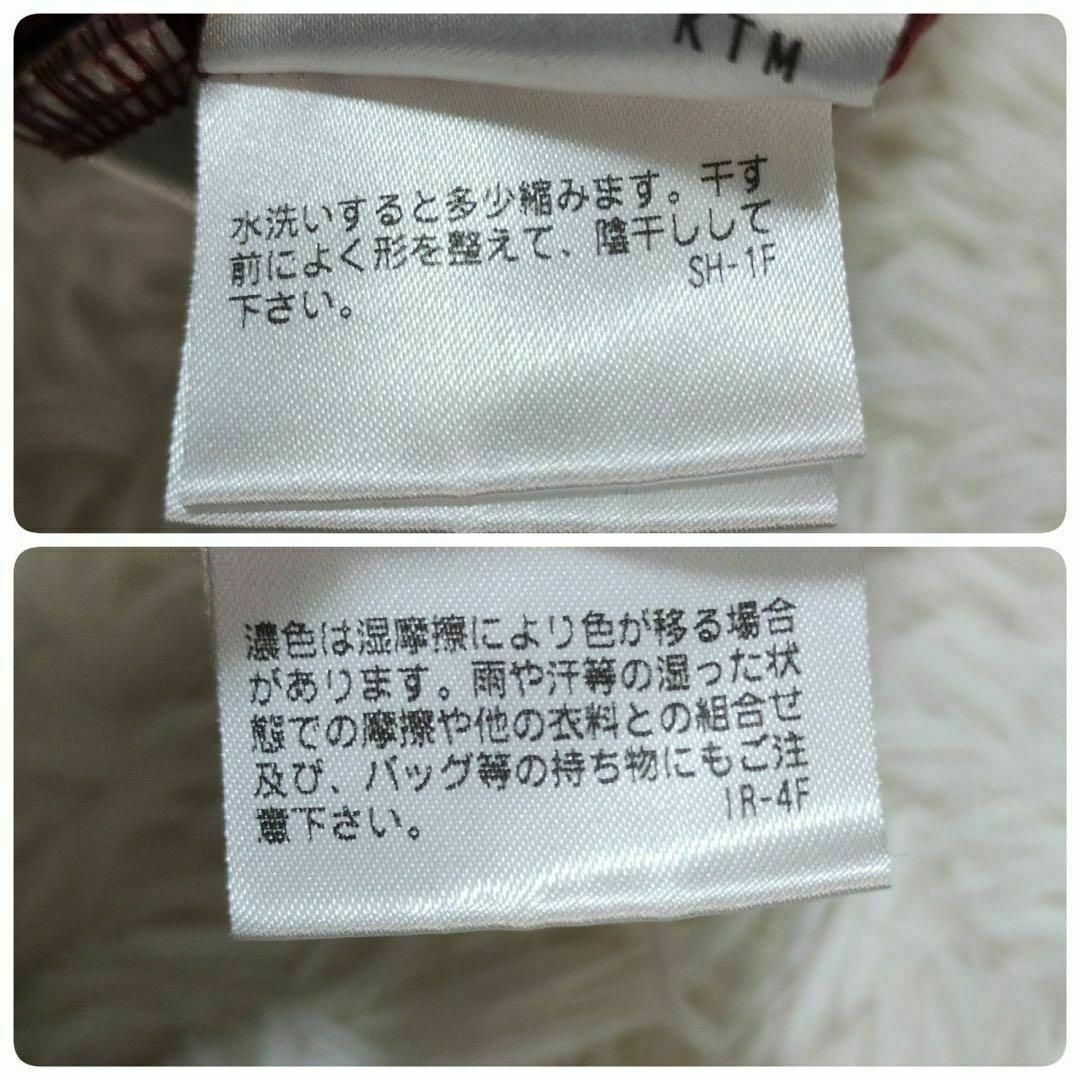 KTM
水洗いすると多少縮みます。干す
前によく形を整えて、陰干しして
下さい。
SH-1F
濃色は湿摩擦により色が移る場合
があります。雨や汗等の湿った状
態での摩擦や他の衣料との組合せ
及び、バッグ等の持ち物にもご注
意下さい。
IR-4F